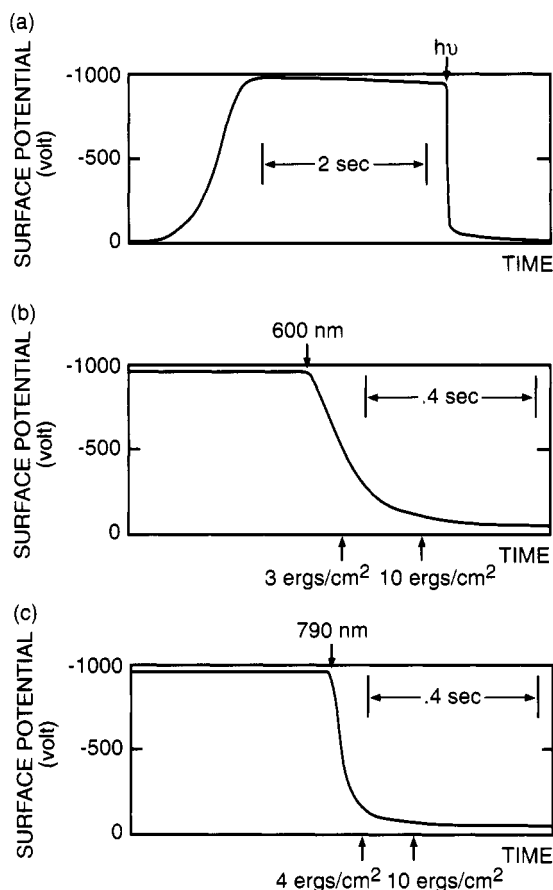 (a)
hυ
SURFACE POTENTIAL
(volt)
-1000
-500
0
2 sec
TIME
(b)
600 nm
SURFACE POTENTIAL
(volt)
-1000
-500
0
.4 sec
TIME
3 ergs/cm² 10 ergs/cm²
(c)
790 nm
SURFACE POTENTIAL
(volt)
-1000
-500
0
.4 sec
TIME
4 ergs/cm² 10 ergs/cm²